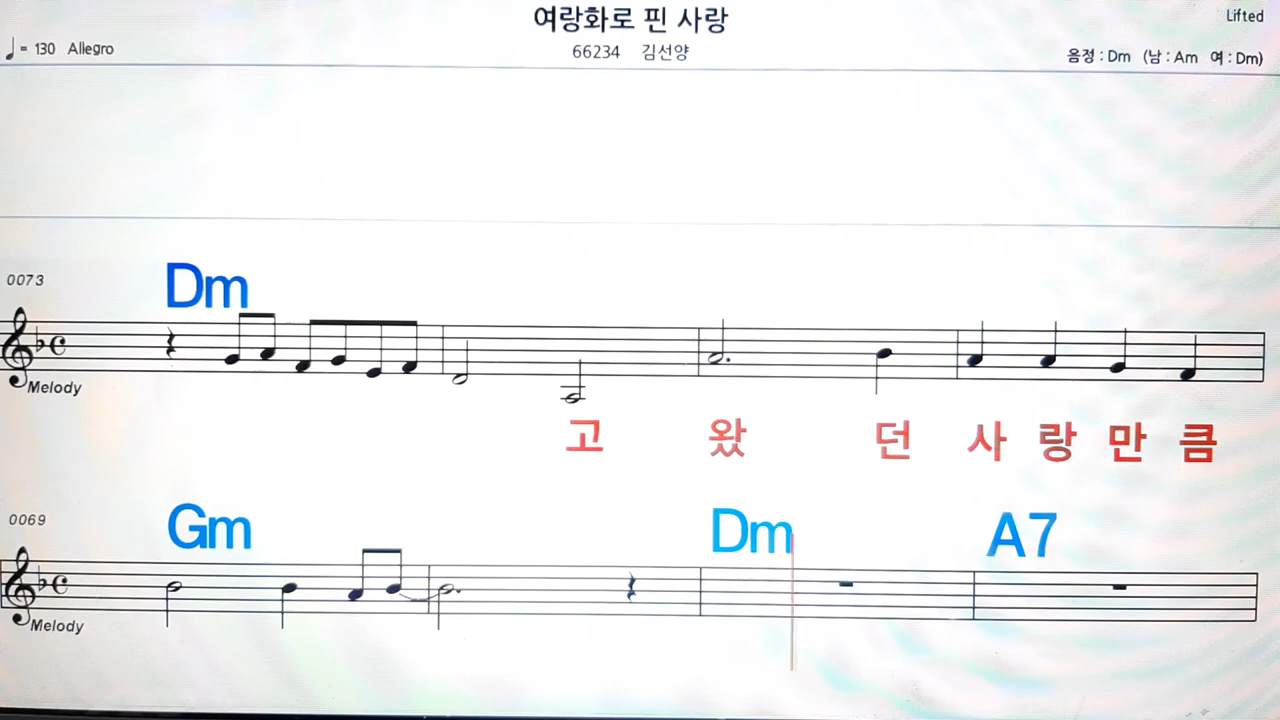 여랑화로 핀 사랑
Lifted
♩ = 130 Allegro
66234 김선양
음정 : Dm (남 : Am 여 : Dm)
0073
Dm
Melody
고 왔 던 사 랑 만 큼
0069
Gm Dm A7
Melody